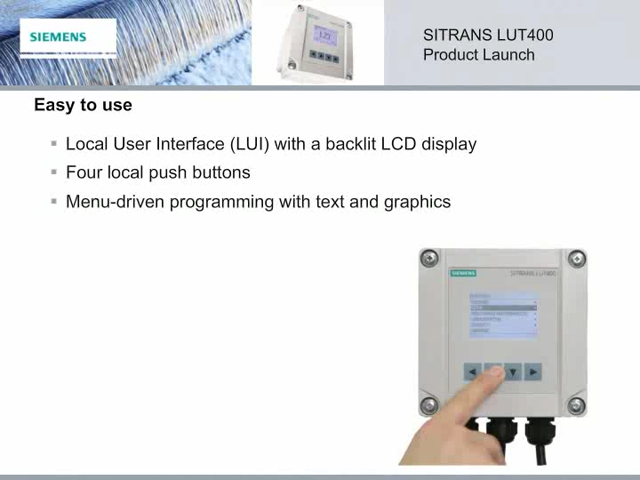 SIEMENS
SITRANS LUT400
Product Launch
Easy to use
Local User Interface (LUI) with a backlit LCD display
Four local push buttons
Menu-driven programming with text and graphics
SIEMENS
SITRANS LUT400